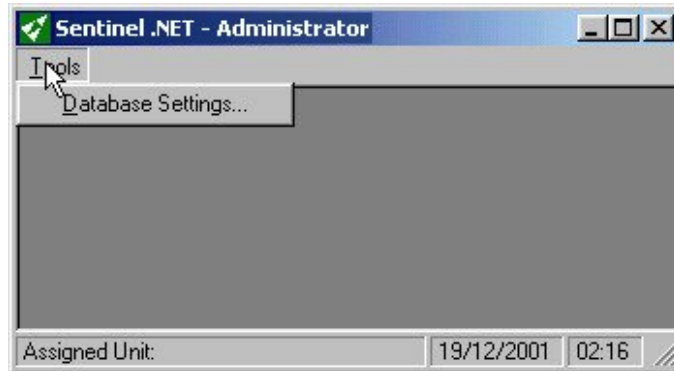 Sentinel .NET - Administrator
Tools
Database Settings...
Assigned Unit: 19/12/2001 02:16